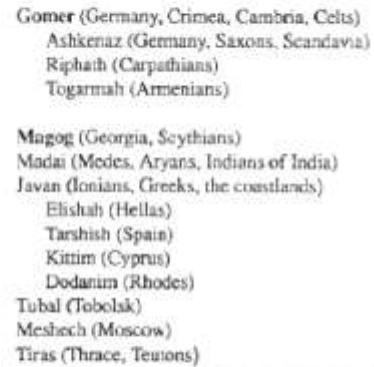 Gomer (Germany, Crimea, Cambria, Celts)
Ashkenaz (Germany, Saxons, Scandavia)
Riphath (Carpathians)
Togarmah (Armenians)
Magog (Georgia, Scythians)
Madai (Medes, Aryans, Indians of India)
Javan (Ionians, Greeks, the coastlands)
Elishah (Hellas)
Tarshish (Spain)
Kittim (Cyprus)
Dodanim (Rhodes)
Tubal (Tobolsk)
Meshech (Moscow)
Tiras (Thrace, Teutons)